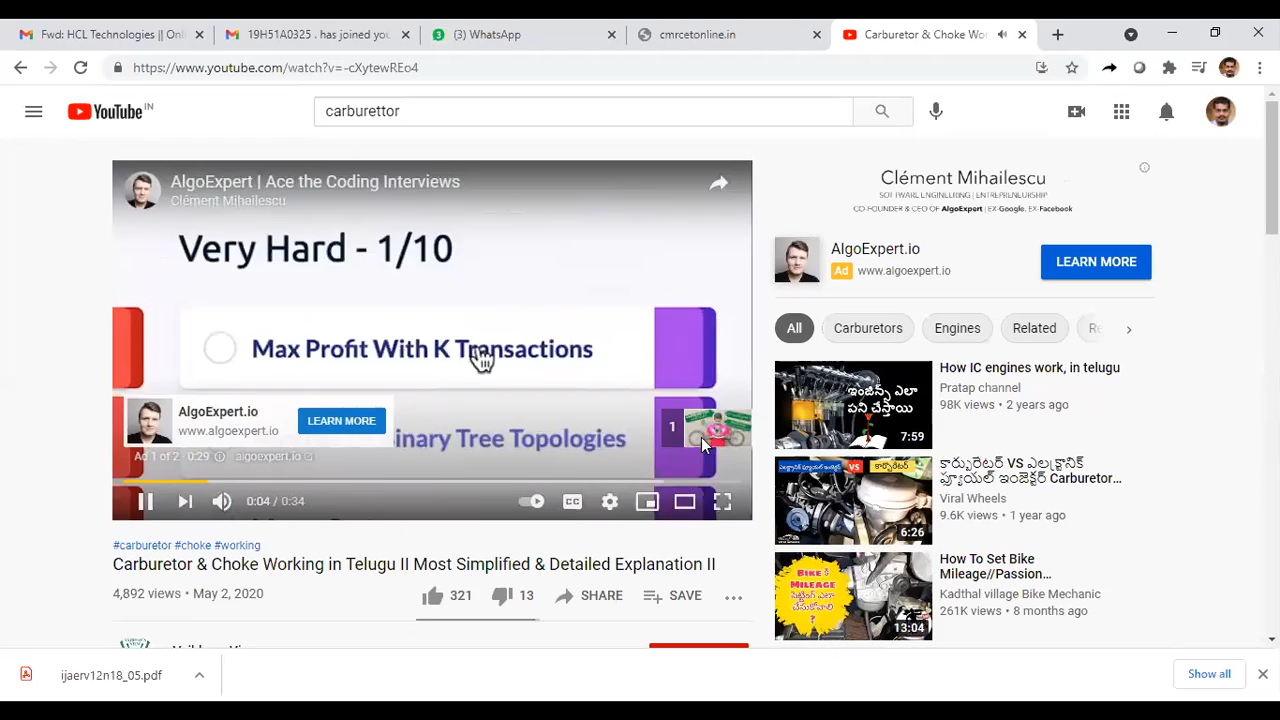 Fwd: HCL Technologies || Onli
19H51A0325 . has joined you
(3) WhatsApp
cmrcetonline.in
Carburetor & Choke Wo
https://www.youtube.com/watch?v=-cXytewREo4
YouTube IN
carburettor
AlgoExpert | Ace the Coding Interviews
Clément Mihailescu
Very Hard - 1/10
Max Profit With K Transactions
inary Tree Topologies
AlgoExpert.io
www.algoexpert.io
LEARN MORE
1
Ad 1 of 2 · 0:29
algoexpert.io
0:04 / 0:34
CC
#carburetor #choke #working
Carburetor & Choke Working in Telugu II Most Simplified & Detailed Explanation II
4,892 views • May 2, 2020
321
13
SHARE
SAVE
Clément Mihailescu
SOFTWARE ENGINEERING | ENTREPRENEURSHIP
CO-FOUNDER & CEO OF AlgoExpert | EX-Google, EX-Facebook
AlgoExpert.io
Ad www.algoexpert.io
LEARN MORE
All
Carburetors
Engines
Related
Re
ఇంజిన్స్ ఎలా
పని చేస్తాయి
7:59
How IC engines work, in telugu
Pratap channel
98K views • 2 years ago
VS
కార్బురేటర్
6:26
కార్బురేటర్ VS ఎలక్ట్రానిక్
ఫ్యూయల్ ఇంజెక్టర్ Carburetor...
Viral Wheels
9.6K views • 1 year ago
13:04
How To Set Bike
Mileage//Passion...
Kadthal village Bike Mechanic
261K views • 8 months ago
ijaerv12n18_05.pdf
Show all